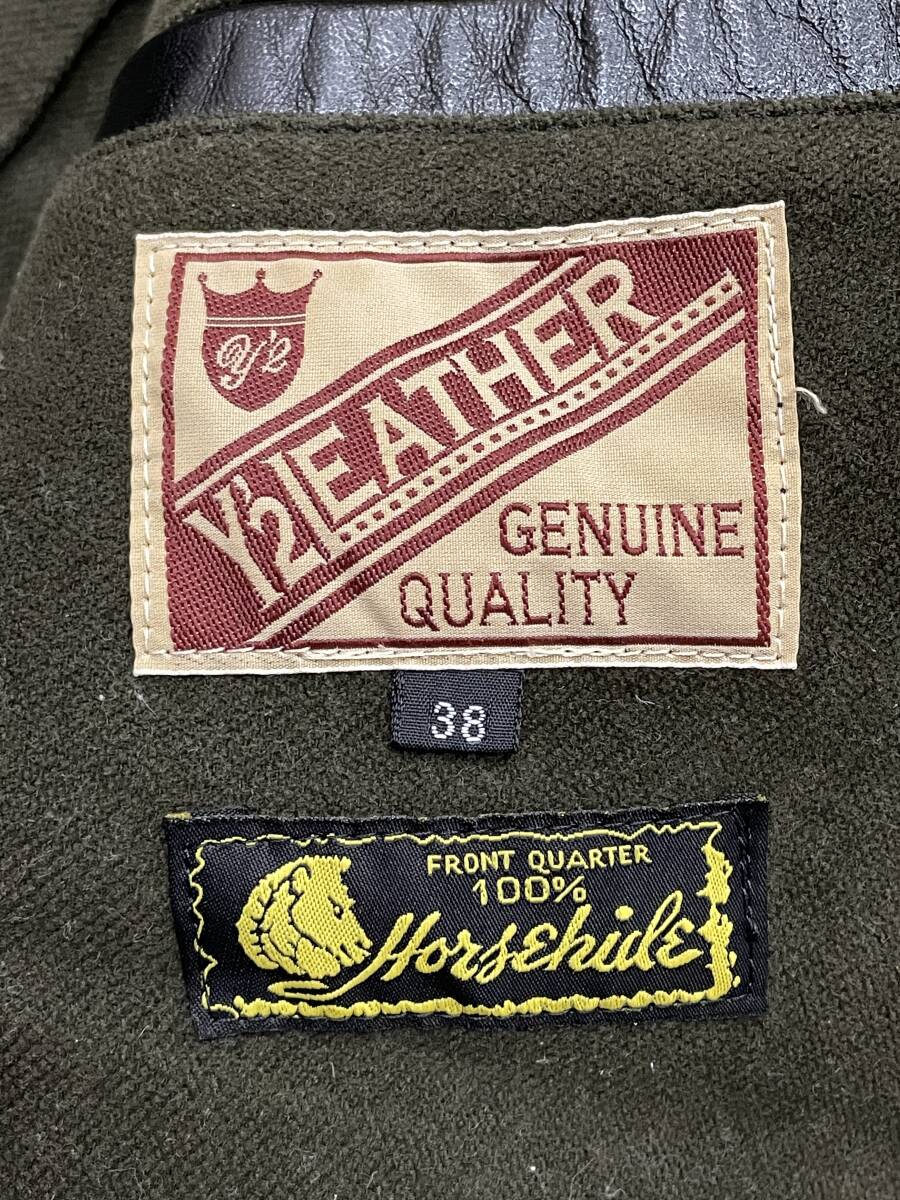 y'2
Y'2 LEATHER
GENUINE
QUALITY
38
FRONT QUARTER
100%
Horsehide